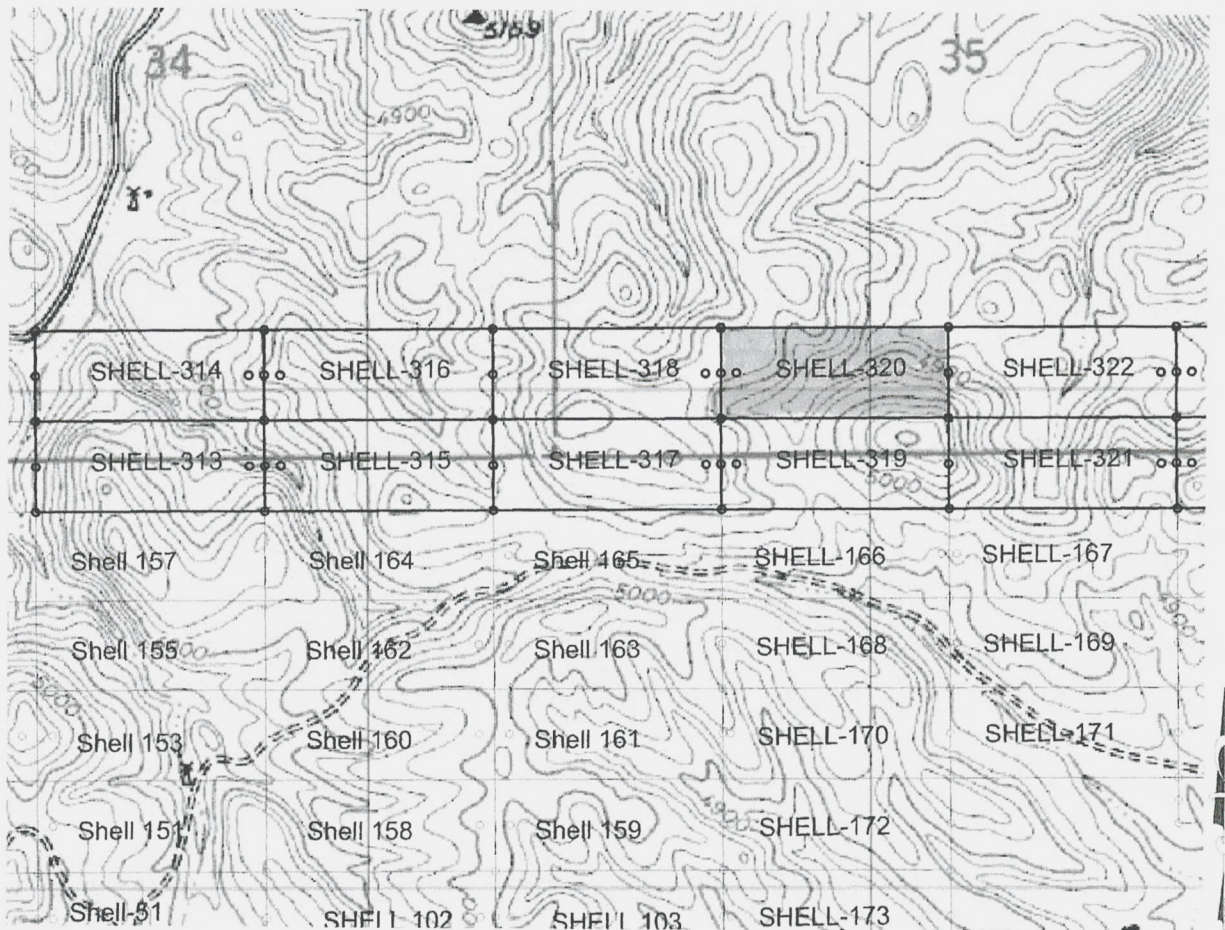 5159
34 35
4900
SHELL-314 SHELL-316 SHELL-318 SHELL-320 SHELL-322
SHELL-313 SHELL-315 SHELL-317 SHELL-319 SHELL-321
5000
Shell 157 Shell 164 Shell 165 SHELL-166 SHELL-167
5000
4900
Shell 155 Shell 162 Shell 163 SHELL-168 SHELL-169
5000
Shell 153 Shell 160 Shell 161 SHELL-170 SHELL-171
4900
Shell 151 Shell 158 Shell 159 SHELL-172
Shell-51 SHELL 102 SHELL 103 SHELL-173